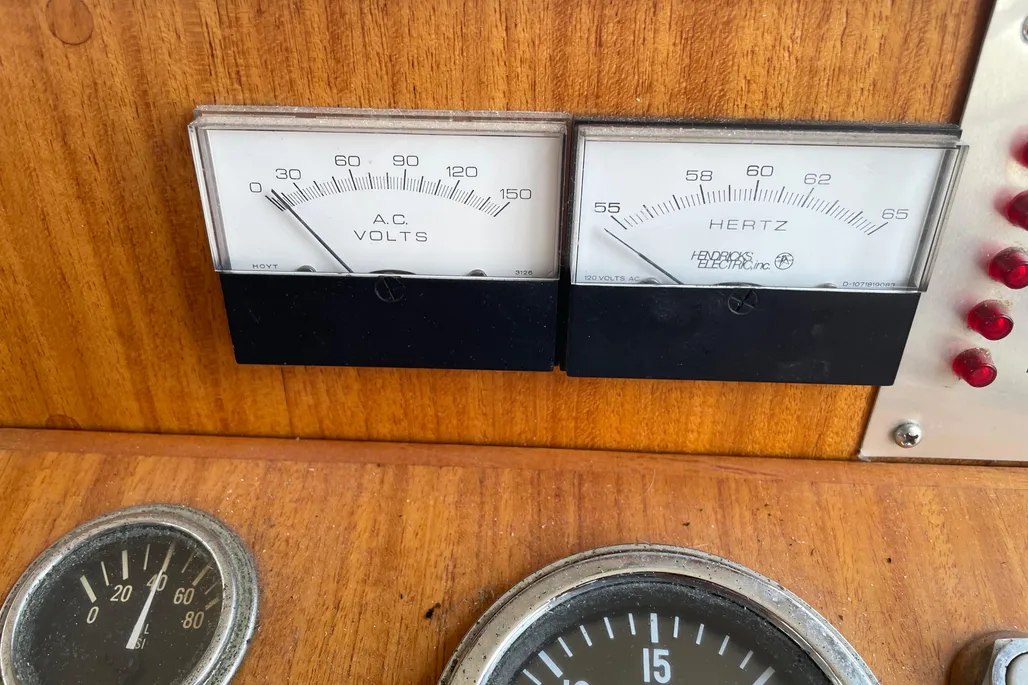 0 30 60 90 120 150
A.C.
VOLTS
HOYT
3126
55 58 60 62 65
HERTZ
HENDRICKS
ELECTRIC, inc.
120 VOLTS AC
0 20 40 60 80
15